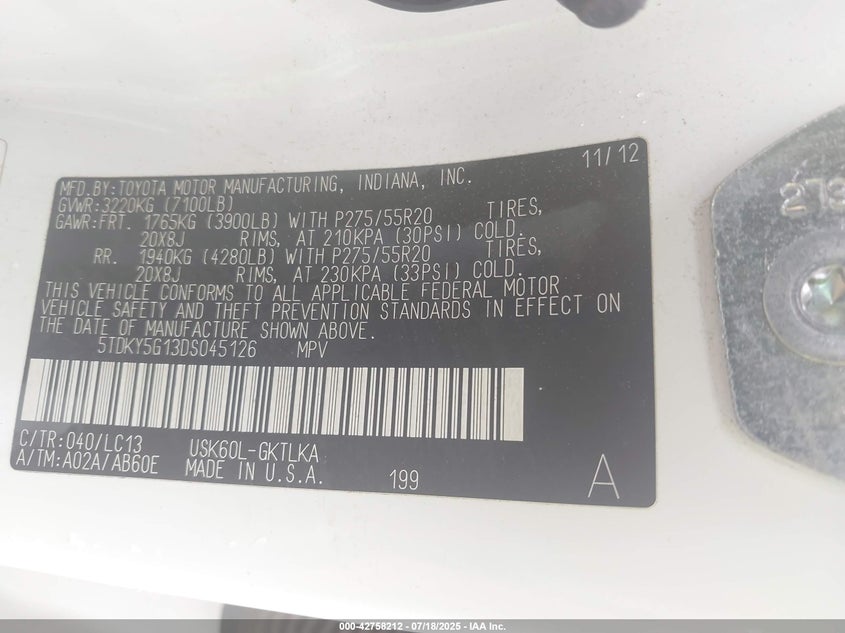 11/12
MFD.BY:TOYOTA MOTOR MANUFACTURING, INDIANA, INC.
GVWR:3220KG (7100LB)
GAWR:FRT. 1765KG (3900LB) WITH P275/55R20 TIRES,
20X8J RIMS, AT 210KPA (30PSI) COLD.
RR. 1940KG (4280LB) WITH P275/55R20 TIRES,
20X8J RIMS, AT 230KPA (33PSI) COLD.
THIS VEHICLE CONFORMS TO ALL APPLICABLE FEDERAL MOTOR
VEHICLE SAFETY AND THEFT PREVENTION STANDARDS IN EFFECT ON
THE DATE OF MANUFACTURE SHOWN ABOVE.
5TDKY5G13DS045126 MPV
C/TR:040/LC13 USK60L-GKTLKA
A/TM:A02A/AB60E MADE IN U.S.A. 199 A
000-42758212 - 07/18/2025 - IAA Inc.